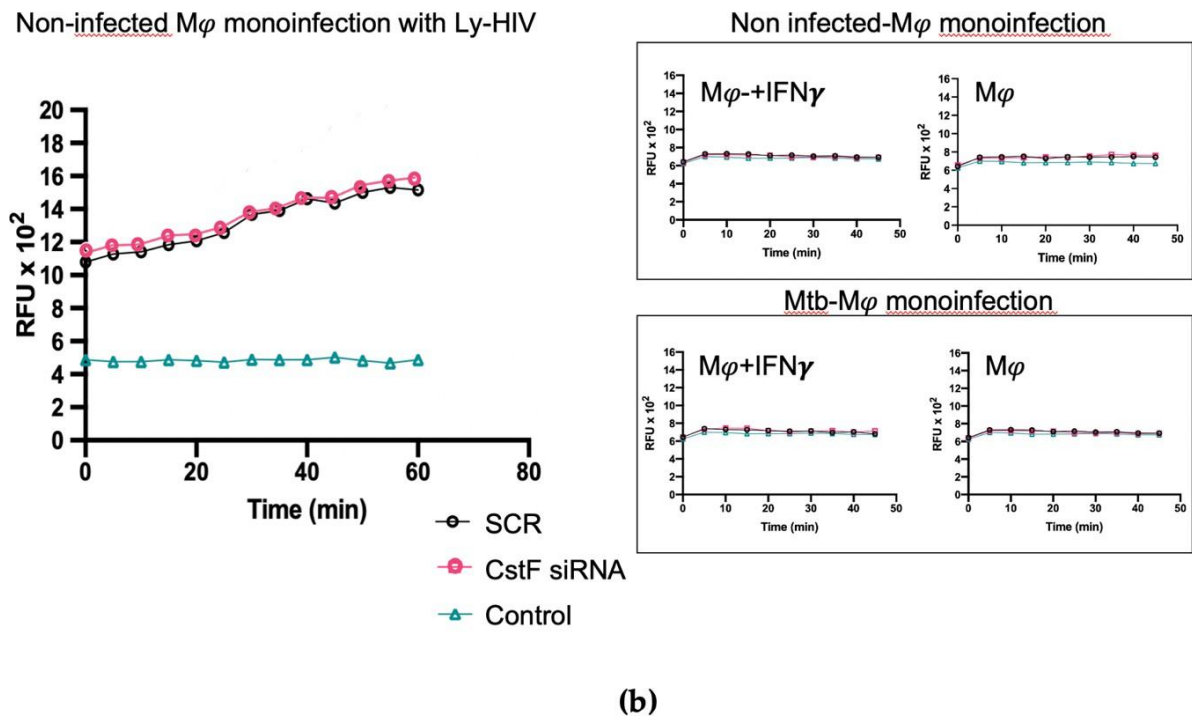 Non-infected Mφ monoinfection with Ly-HIV
20
18
16
14
12
10
8
6
4
2
0
RFU x 10²
0 20 40 60
Time (min)
SCR
CstF siRNA
Control
Non infected-Mφ monoinfection
Mφ-+IFNγ
16
14
12
10
8
6
4
2
0
RFU x 10²
0 10 20 30 40 50
Time (min)
Mφ
16
14
12
10
8
6
4
2
0
RFU x 10²
0 10 20 30 40 50
Time (min)
Mtb-Mφ monoinfection
Mφ+IFNγ
16
14
12
10
8
6
4
2
0
RFU x 10²
0 10 20 30 40 50
Time (min)
Mφ
16
14
12
10
8
6
4
2
0
RFU x 10²
0 10 20 30 40 50
Time (min)
(b)